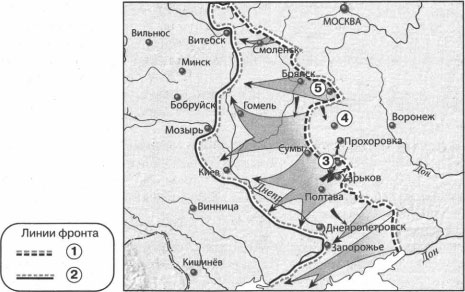 МОСКВА
Вильнюс
Витебск
Смоленск
Минск
Брянск
5
Бобруйск
Гомель
4
Воронеж
Мозырь
Прохоровка
Сумы
3
Киев
Харьков
Дон
Днепр
Полтава
Винница
Днепропетровск
Запорожье
Дон
Кишинёв
Линии фронта
1
2